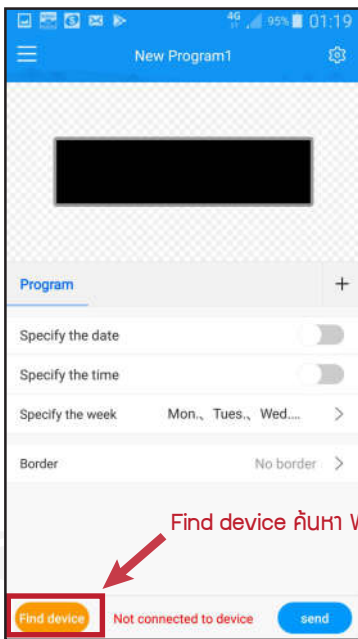 4G 95% 01:19
New Program1
Program +
Specify the date
Specify the time
Specify the week Mon.、Tues.、Wed.... >
Border No border >
Find device ค้นหา W
Find device Not connected to device send